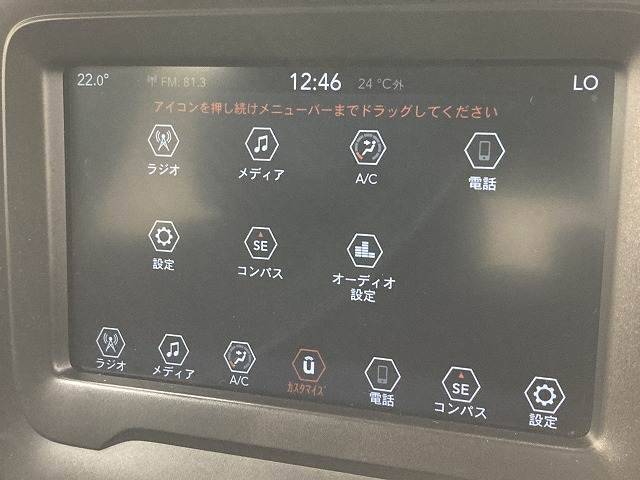 22.0°
FM: 81.3
12:46
24 °C外
LO
アイコンを押し続けメニューバーまでドラッグしてください
ラジオ
メディア
A/C
電話
設定
SE
コンパス
オーディオ
設定
ラジオ
メディア
A/C
û
カスタマイズ
電話
SE
コンパス
設定